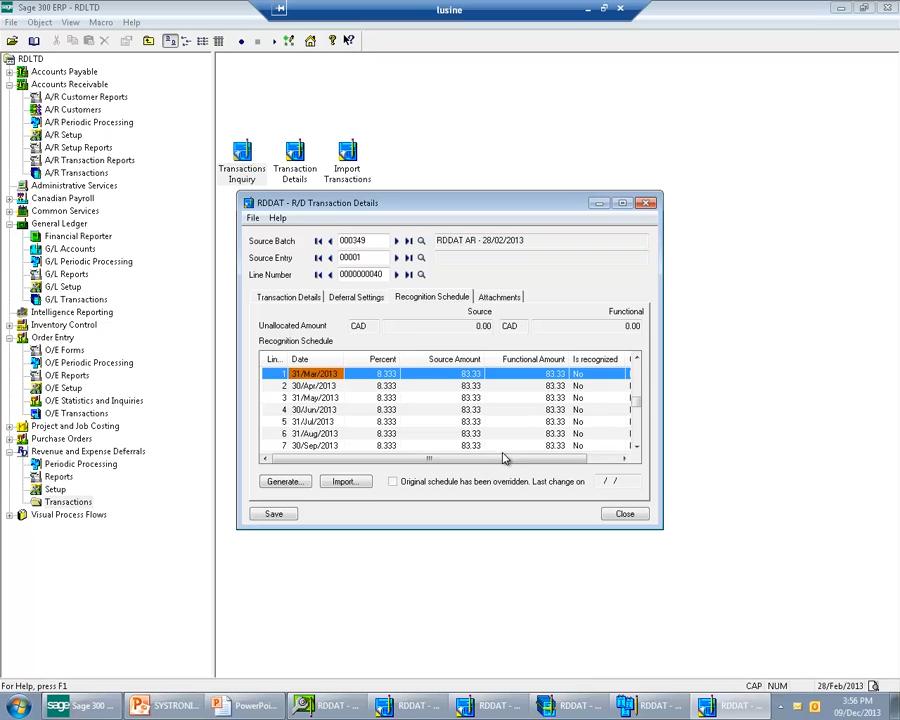 Sage 300 ERP - RDLTD
lusine
File Object View Macro Help
RDLTD
Accounts Payable
Accounts Receivable
A/R Customer Reports
A/R Customers
A/R Periodic Processing
A/R Setup
A/R Setup Reports
A/R Transaction Reports
A/R Transactions
Administrative Services
Canadian Payroll
Common Services
General Ledger
Financial Reporter
G/L Accounts
G/L Periodic Processing
G/L Reports
G/L Setup
G/L Transactions
Intelligence Reporting
Inventory Control
Order Entry
O/E Forms
O/E Periodic Processing
O/E Reports
O/E Setup
O/E Statistics and Inquiries
O/E Transactions
Project and Job Costing
Purchase Orders
Revenue and Expense Deferrals
Periodic Processing
Reports
Setup
Transactions
Visual Process Flows
Transactions Transaction Import
Inquiry Details Transactions
RDDAT - R/D Transaction Details
File Help
Source Batch 000349 RDDAT AR - 28/02/2013
Source Entry 00001
Line Number 0000000040
Transaction Details Deferral Settings Recognition Schedule Attachments
Source Functional
Unallocated Amount CAD 0.00 CAD 0.00
Recognition Schedule
Lin... Date Percent Source Amount Functional Amount Is recognized
1 31/Mar/2013 8.333 83.33 83.33 No
2 30/Apr/2013 8.333 83.33 83.33 No
3 31/May/2013 8.333 83.33 83.33 No
4 30/Jun/2013 8.333 83.33 83.33 No
5 31/Jul/2013 8.333 83.33 83.33 No
6 31/Aug/2013 8.333 83.33 83.33 No
7 30/Sep/2013 8.333 83.33 83.33 No
Generate... Import... Original schedule has been overridden. Last change on / /
Save Close
For Help, press F1
CAP NUM 28/Feb/2013
Sage 300 ... SYSTRONI... PowerPoi... RDDAT - ... RDDAT - ... RDDAT - ... RDDAT - ... RDDAT - ... RDDAT - ...
3:56 PM
09/Dec/2013